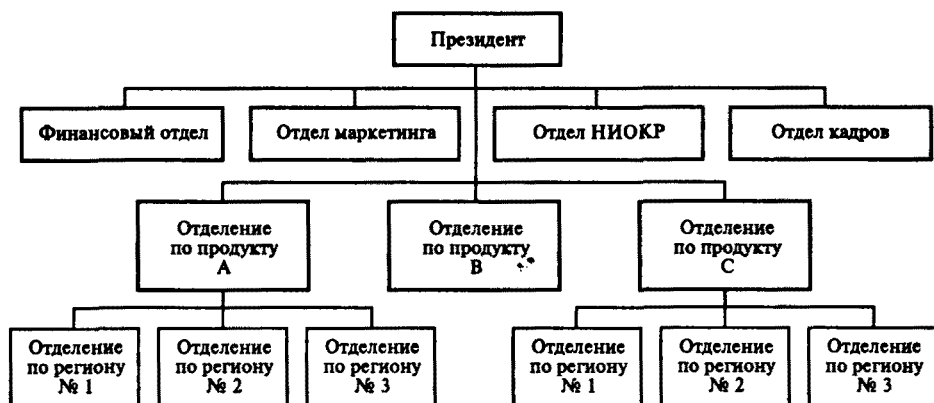 Президент
Финансовый отдел
Отдел маркетинга
Отдел НИОКР
Отдел кадров
Отделение
по продукту
А
Отделение
по продукту
В
Отделение
по продукту
С
Отделение
по региону
№ 1
Отделение
по региону
№ 2
Отделение
по региону
№ 3
Отделение
по региону
№ 1
Отделение
по региону
№ 2
Отделение
по региону
№ 3